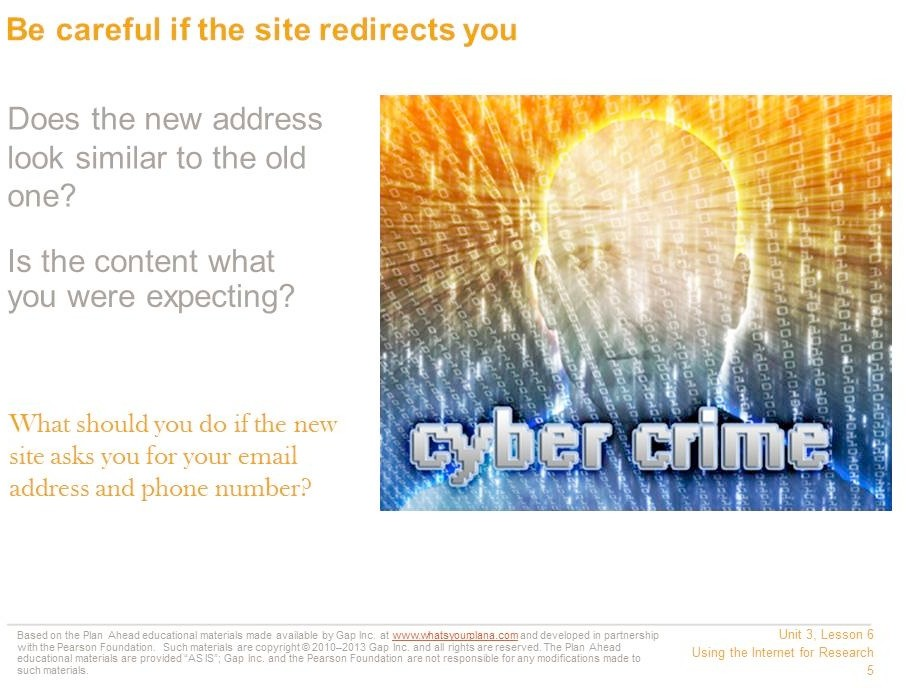 Be careful if the site redirects you
Does the new address
look similar to the old
one?
Is the content what
you were expecting?
What should you do if the new
site asks you for your email
address and phone number?
cyber crime
Based on the Plan Ahead educational materials made available by Gap Inc. at www.whatsyourplana.com and developed in partnership
with the Pearson Foundation. Such materials are copyright © 2010–2013 Gap Inc. and all rights are reserved. The Plan Ahead
educational materials are provided "AS IS"; Gap Inc. and the Pearson Foundation are not responsible for any modifications made to
such materials.
Unit 3, Lesson 6
Using the Internet for Research
5